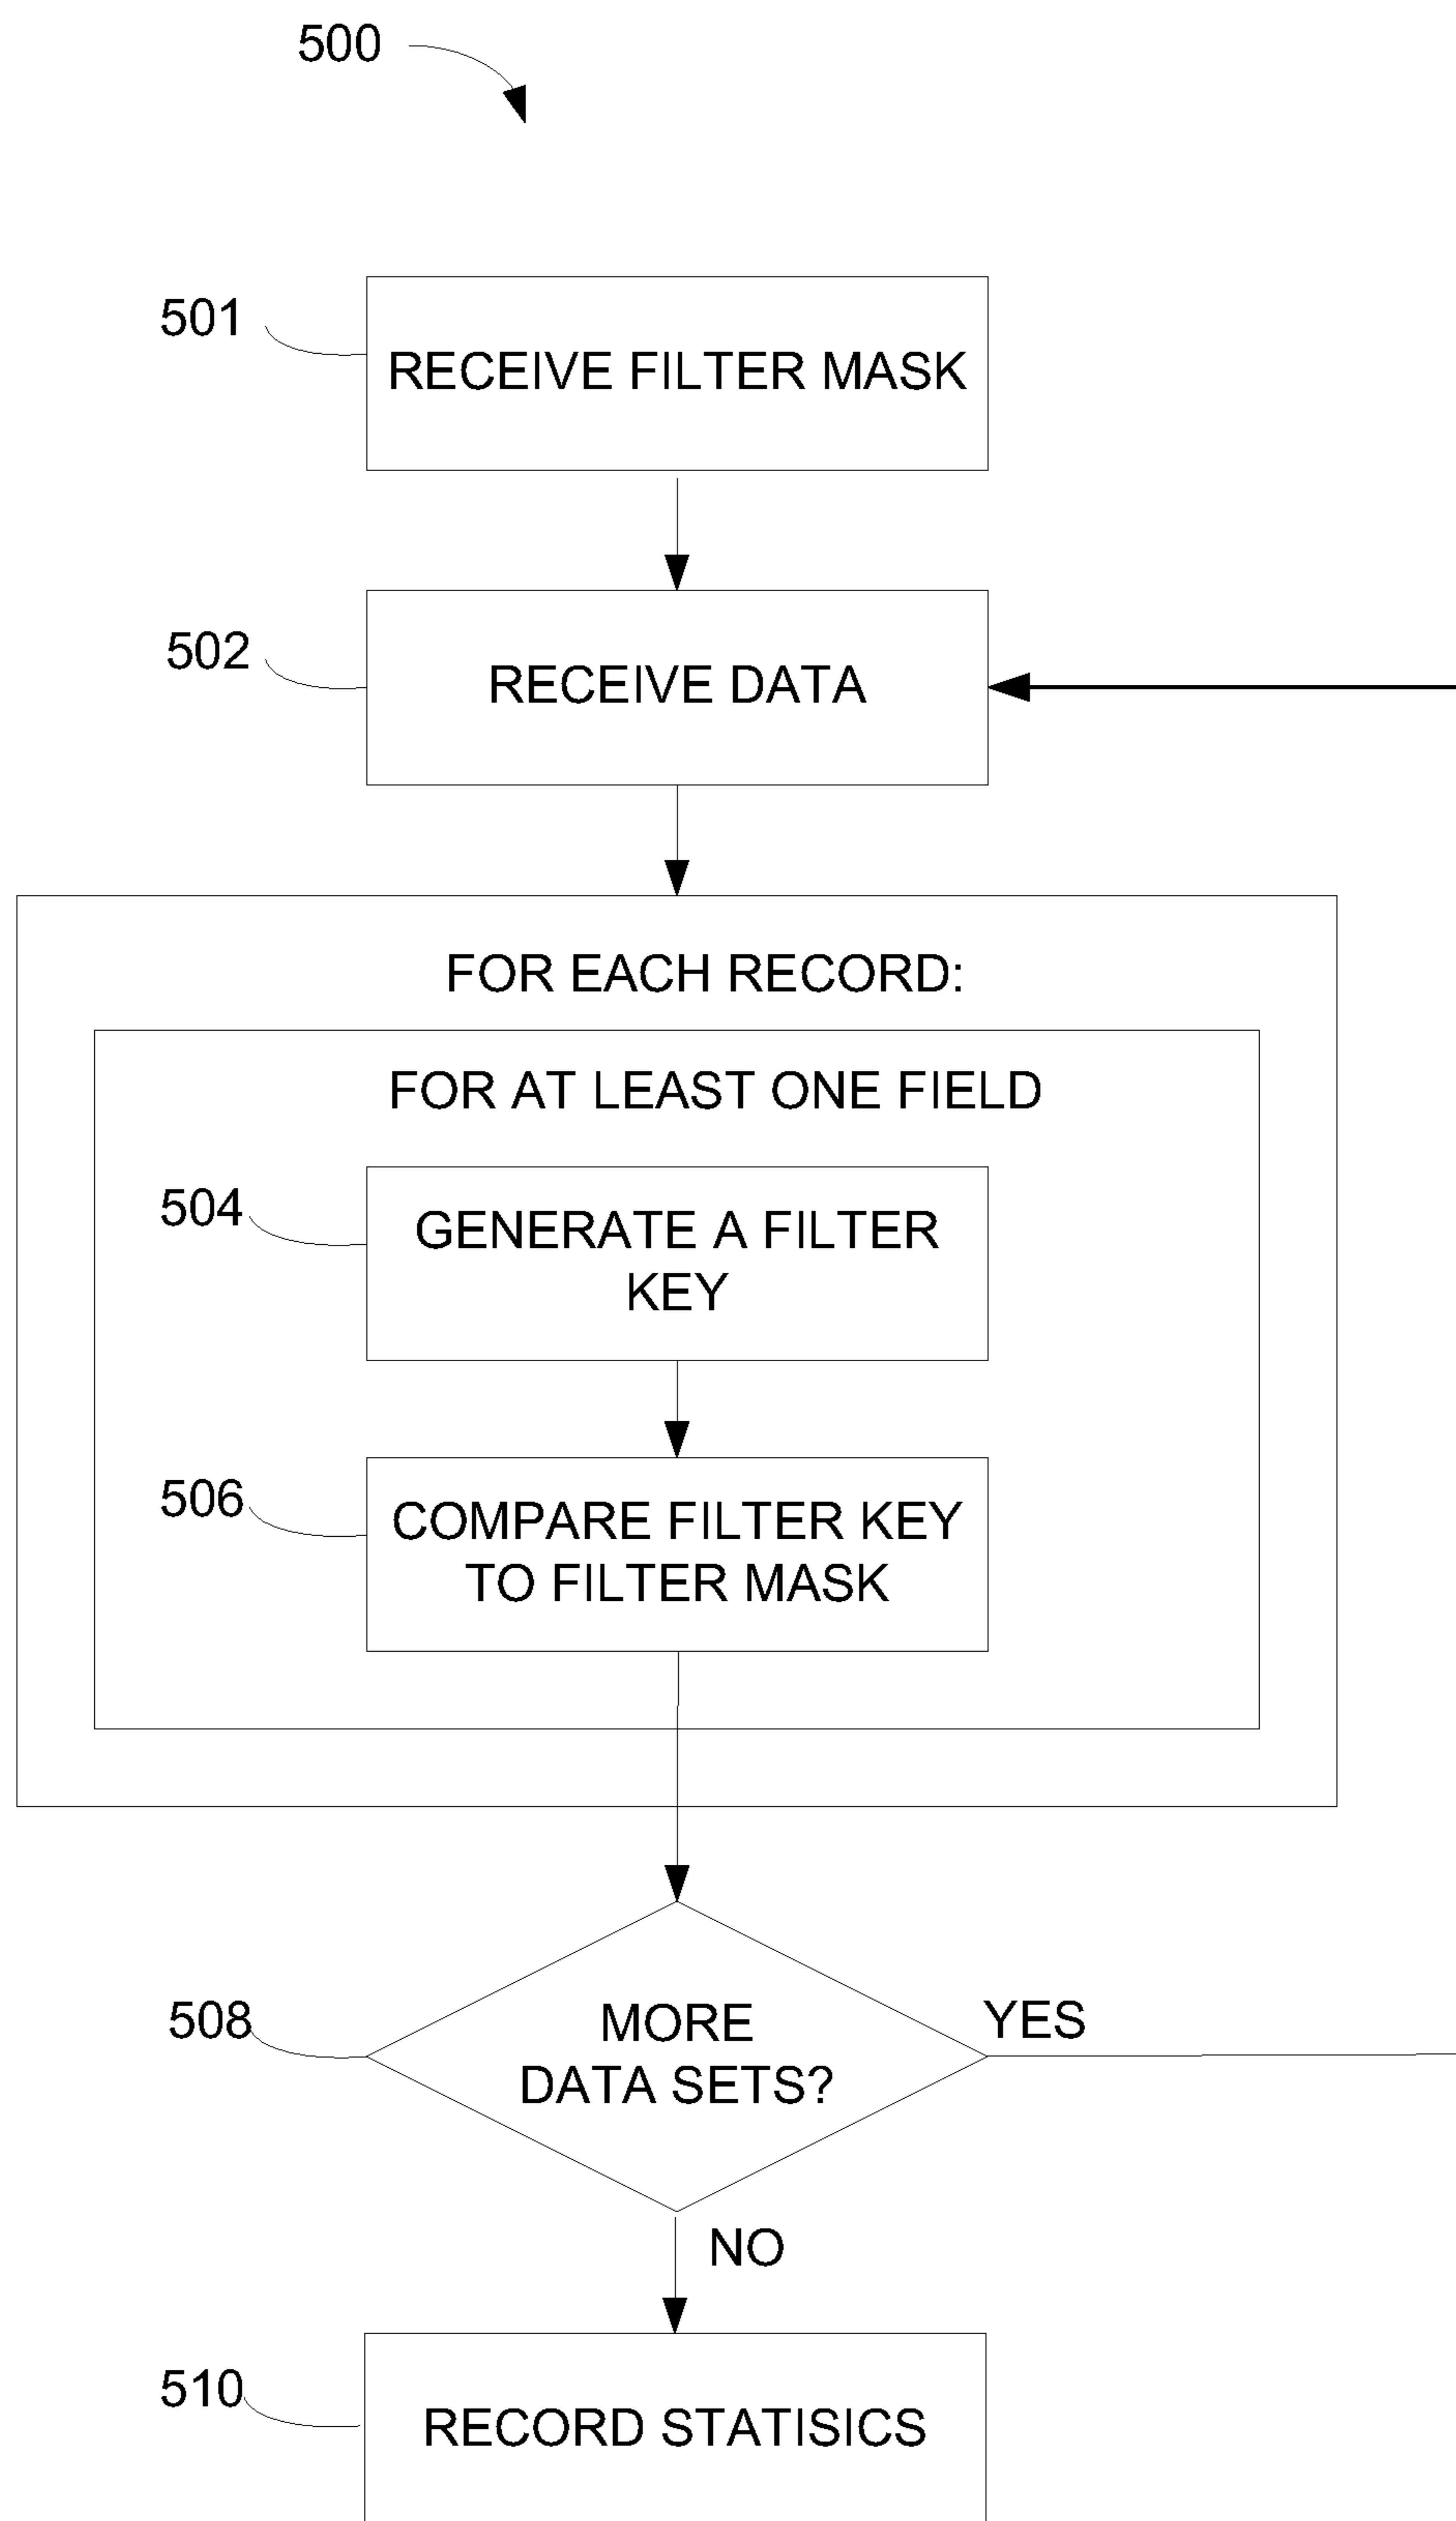 500
501
RECEIVE FILTER MASK
502
RECEIVE DATA
FOR EACH RECORD:
FOR AT LEAST ONE FIELD
504
GENERATE A FILTER
KEY
506
COMPARE FILTER KEY
TO FILTER MASK
508
MORE
DATA SETS?
YES
NO
510
RECORD STATISICS